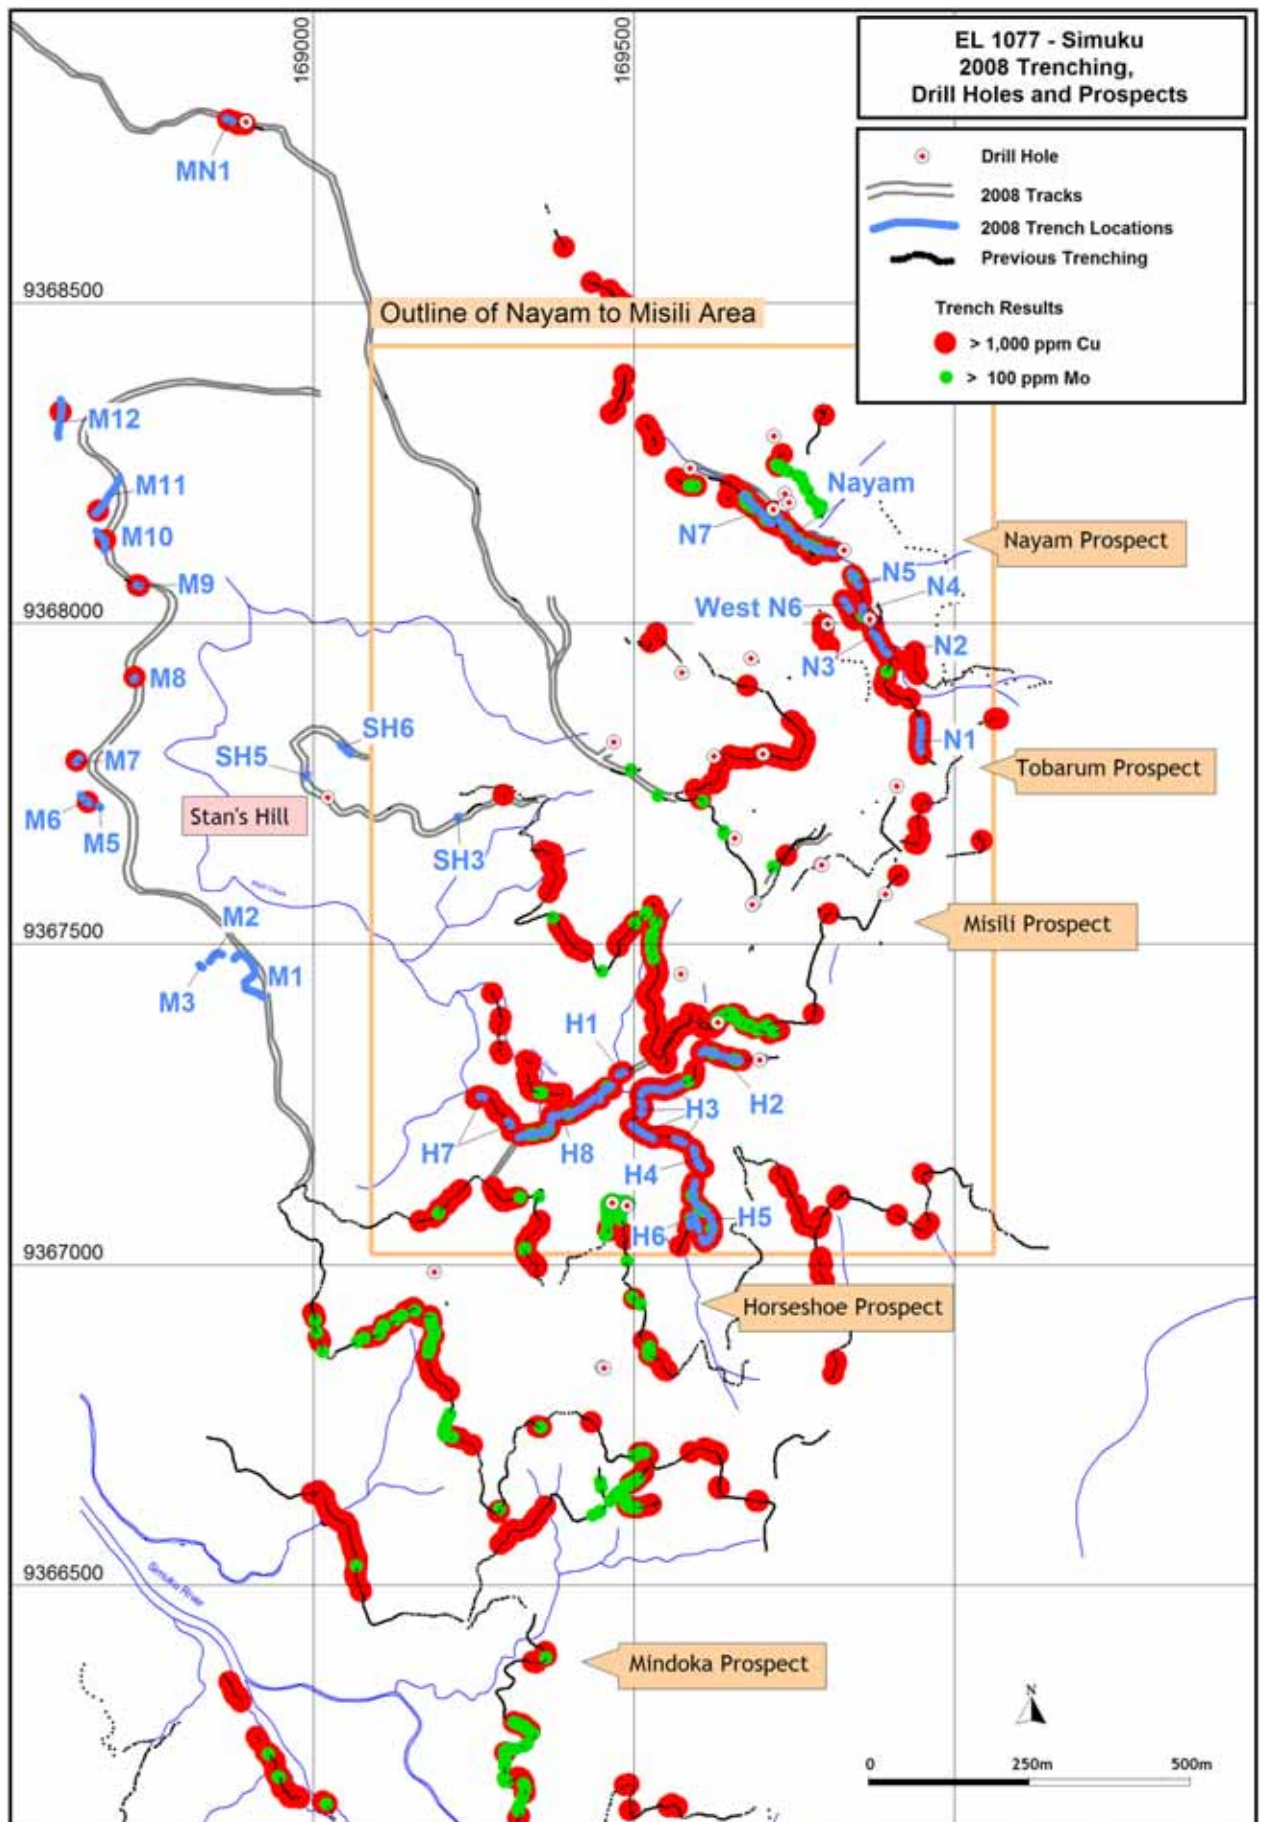 169000
169500
EL 1077 - Simuku
2008 Trenching,
Drill Holes and Prospects
Drill Hole
2008 Tracks
2008 Trench Locations
Previous Trenching
Trench Results
> 1,000 ppm Cu
> 100 ppm Mo
MN1
9368500
Outline of Nayam to Misili Area
M12
M11
Nayam
N7
M10
Nayam Prospect
M9
N5
N4
West N6
9368000
N2
N3
M8
SH6
N1
SH5
M7
Tobarum Prospect
Stan's Hill
M6
M5
SH3
M2
Misili Prospect
9367500
M1
M3
H1
H2
H3
H7
H8
H4
H5
H6
9367000
Horseshoe Prospect
9366500
Simuku River
Mindoka Prospect
N
0
250m
500m